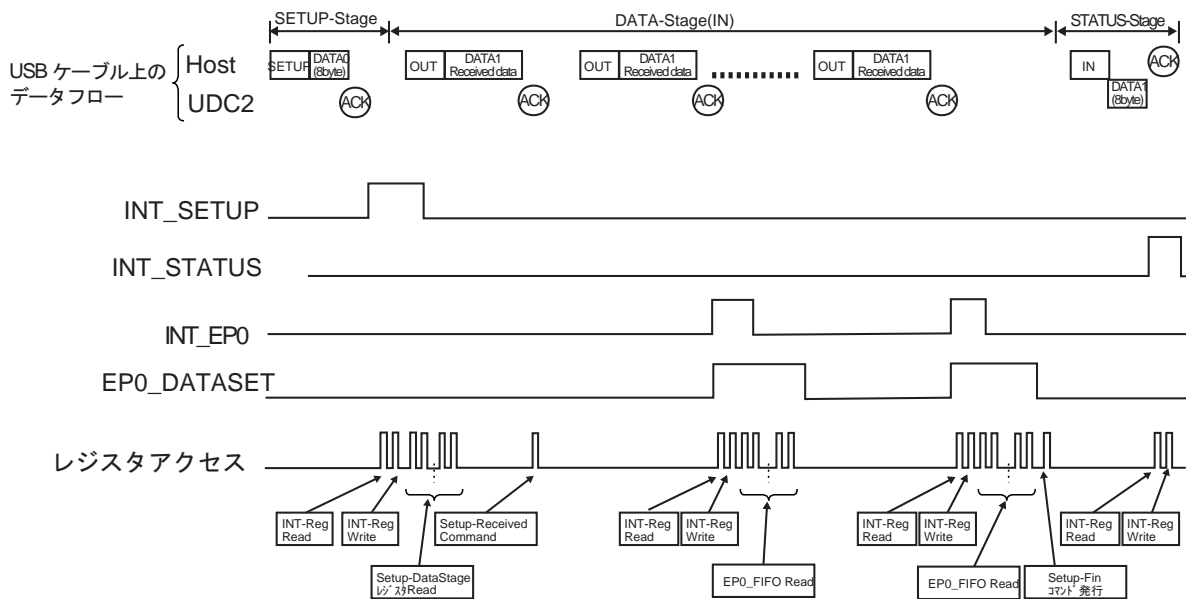 SETUP-Stage
DATA-Stage(IN)
STATUS-Stage
USB ケーブル上の
データフロー
Host
UDC2
SETUP
DATA0
(8byte)
ACK
OUT
DATA1
Received data
ACK
OUT
DATA1
Received data
ACK
OUT
DATA1
Received data
ACK
IN
DATA1
(8byte)
ACK
INT_SETUP
INT_STATUS
INT_EP0
EP0_DATASET
レジスタアクセス
INT-Reg
Read
INT-Reg
Write
Setup-Received
Command
INT-Reg
Read
INT-Reg
Write
INT-Reg
Read
INT-Reg
Write
INT-Reg
Read
INT-Reg
Write
Setup-DataStage
ﾚｼﾞｽﾀRead
EP0_FIFO Read
EP0_FIFO Read
Setup-Fin
ｺﾏﾝﾄﾞ発行